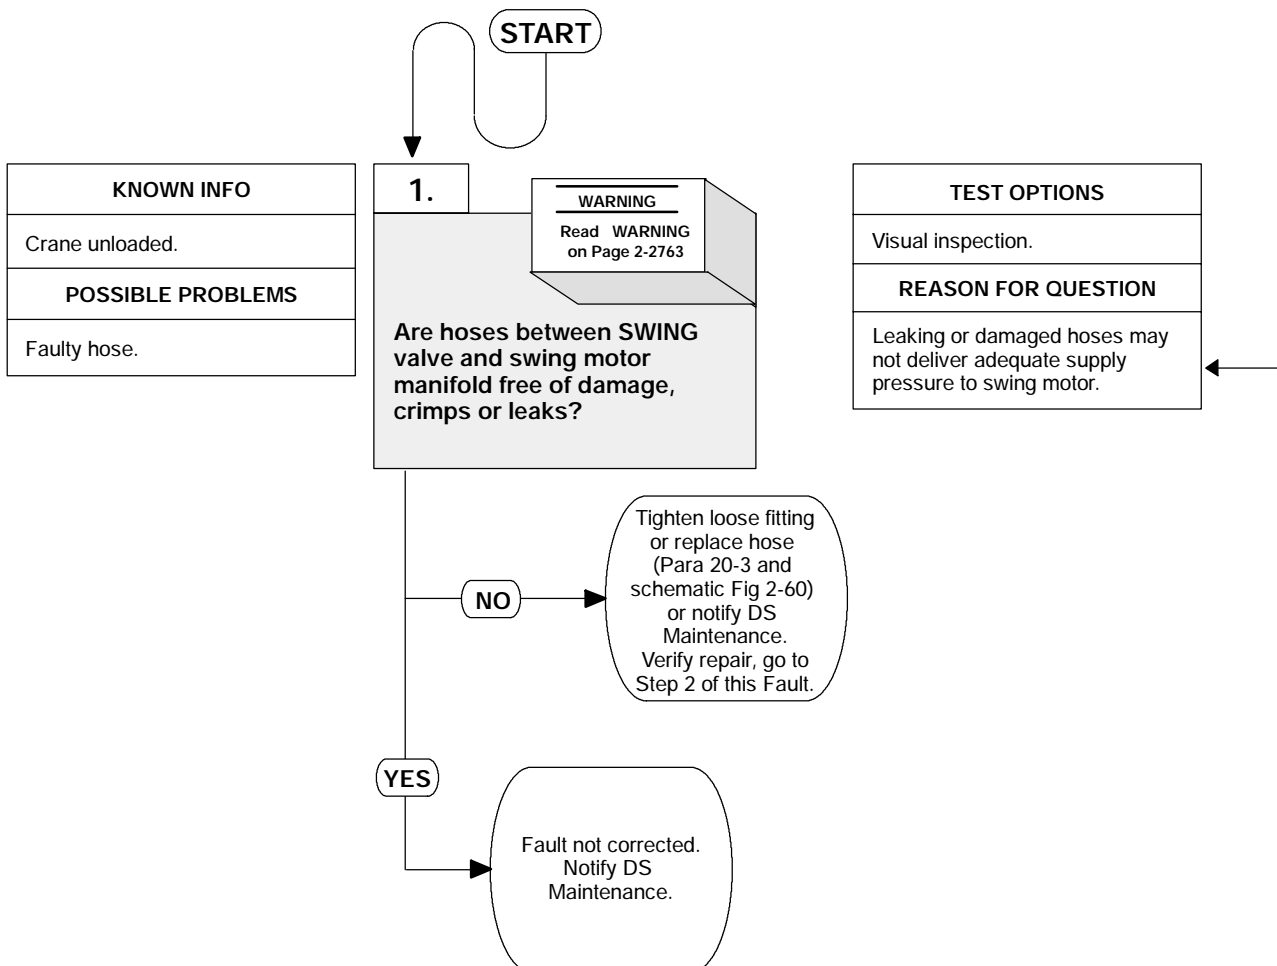 START
KNOWN INFO
Crane unloaded.
POSSIBLE PROBLEMS
Faulty hose.
1.
WARNING
Read WARNING
on Page 2-2763
Are hoses between SWING
valve and swing motor
manifold free of damage,
crimps or leaks?
TEST OPTIONS
Visual inspection.
REASON FOR QUESTION
Leaking or damaged hoses may
not deliver adequate supply
pressure to swing motor.
NO
Tighten loose fitting
or replace hose
(Para 20-3 and
schematic Fig 2-60)
or notify DS
Maintenance.
Verify repair, go to
Step 2 of this Fault.
YES
Fault not corrected.
Notify DS
Maintenance.